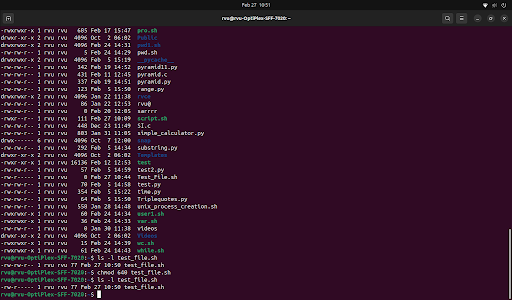 Feb 27 10:51
rvu@rvu-OptiPlex-SFF-7020: ~
-rwxrwxr-x 1 rvu rvu 685 Feb 17 15:47 pro.sh
drwxr-xr-x 2 rvu rvu 4096 Oct 2 06:02 Public
drwxrwxr-x 2 rvu rvu 4096 Feb 24 14:31
-rw-rw-r-- 1 rvu rvu 5 Feb 24 14:29 pwd.sh
drwxrwxr-x 2 rvu rvu 4096 Feb 5 15:19 __pycache__
-rw-rw-r-- 1 rvu rvu 342 Feb 19 14:52 pyramid11.py
-rw-rw-r-- 1 rvu rvu 431 Feb 11 12:45 pyramid.c
-rw-rw-r-- 1 rvu rvu 337 Feb 19 14:51 pyramid.py
-rw-rw-r-- 1 rvu rvu 123 Feb 5 15:50 range.py
drwxrwxr-x 2 rvu rvu 4096 Jan 22 11:38
-rw-rw-r-- 1 rvu rvu 86 Jan 22 12:53 rvu@
-rw-rw-r-- 1 rvu rvu 0 Feb 20 12:05 sarrrr
-rwxrwxr-x 1 rvu rvu 111 Feb 27 10:09 script.sh
-rw-rw-r-- 1 rvu rvu 448 Dec 23 11:49 SI.c
-rw-rw-r-- 1 rvu rvu 803 Jan 31 11:05 simple_calculator.py
drwx------ 6 rvu rvu 4096 Oct 7 12:00 snap
-rw-rw-r-- 1 rvu rvu 292 Feb 5 14:34 substring.py
drwxr-xr-x 2 rvu rvu 4096 Oct 2 06:02 Templates
-rwxrwxr-x 1 rvu rvu 16136 Feb 12 12:53 test
-rw-rw-r-- 1 rvu rvu 57 Feb 5 14:59 test2.py
-rw-rw-r-- 1 rvu rvu 0 Feb 27 10:44 Test_File.sh
-rw-rw-r-- 1 rvu rvu 70 Feb 5 14:58 test.py
-rw-rw-r-- 1 rvu rvu 354 Feb 5 15:22 time.py
-rw-rw-r-- 1 rvu rvu 64 Feb 5 15:50 Triplequotes.py
-rw-rw-r-- 1 rvu rvu 558 Jan 28 14:48 unix_process_creation.sh
-rwxrwxrwx 1 rvu rvu 60 Feb 24 14:34 user1.sh
-rwxrwxr-x 1 rvu rvu 36 Feb 24 14:33 var.sh
-rw-rw-r-- 1 rvu rvu 0 Jan 30 11:38 videos
drwxr-xr-x 2 rvu rvu 4096 Oct 2 06:02 Videos
-rwxrwxr-x 1 rvu rvu 15 Feb 24 14:39 wc.sh
-rwxrwxr-x 1 rvu rvu 61 Feb 24 14:43 while.sh
rvu@rvu-OptiPlex-SFF-7020:~$ ls -l test_file.sh
-rw-rw-r-- 1 rvu rvu 77 Feb 27 10:50 test_file.sh
rvu@rvu-OptiPlex-SFF-7020:~$ chmod 640 test_file.sh
rvu@rvu-OptiPlex-SFF-7020:~$ ls -l test_file.sh
-rw-r----- 1 rvu rvu 77 Feb 27 10:50 test_file.sh
rvu@rvu-OptiPlex-SFF-7020:~$